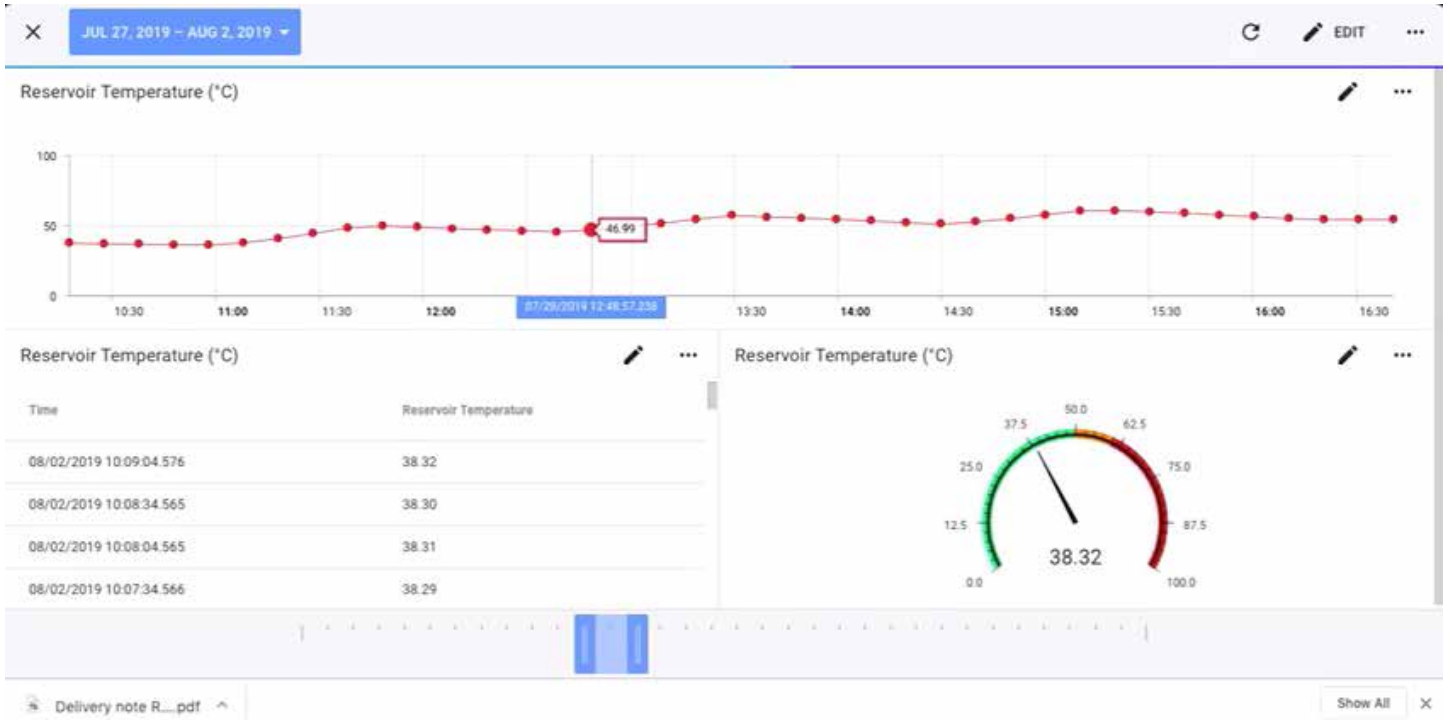 JUL 27, 2019 – AUG 2, 2019
EDIT
Reservoir Temperature (°C)
100
50
46.99
0
10:30 11:00 11:30 12:00 12:48:57.236 13:30 14:00 14:30 15:00 15:30 16:00 16:30
Reservoir Temperature (°C)
Time Reservoir Temperature
08/02/2019 10:09:04.576 38.32
08/02/2019 10:08:34.565 38.30
08/02/2019 10:08:04.565 38.31
08/02/2019 10:07:34.566 38.29
Reservoir Temperature (°C)
50.0
37.5 62.5
25.0 75.0
12.5 87.5
38.32
0.0 100.0
Delivery note R....pdf
Show All